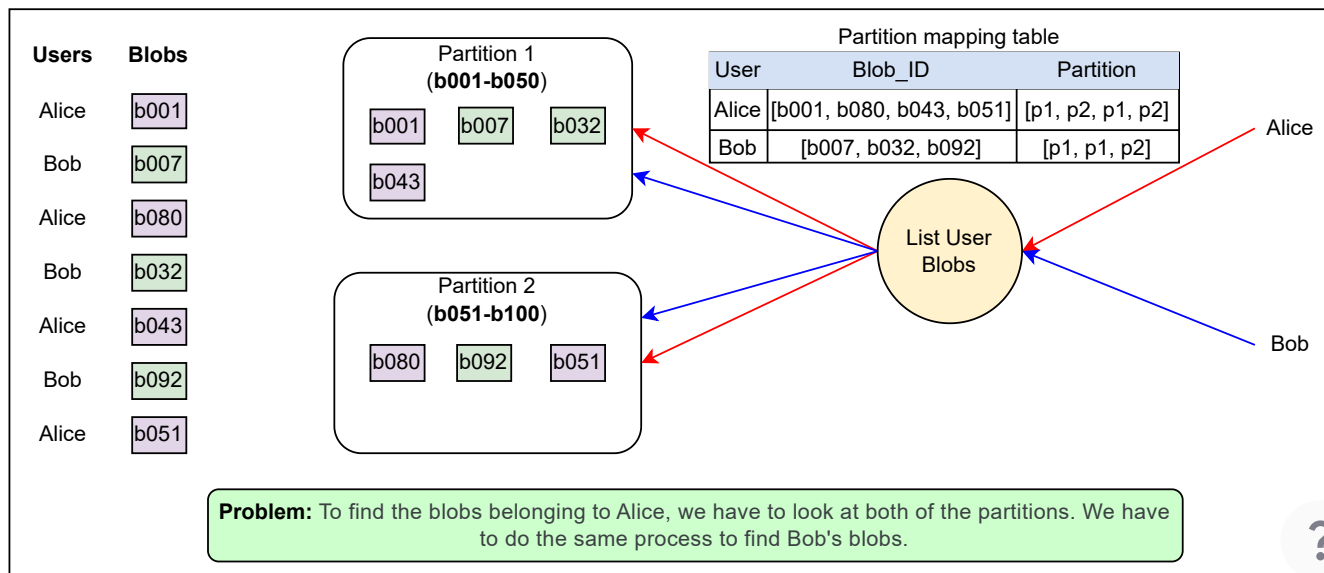 Users Blobs
Alice b001
Bob b007
Alice b080
Bob b032
Alice b043
Bob b092
Alice b051
Partition 1
(b001-b050)
b001 b007 b032
b043
Partition 2
(b051-b100)
b080 b092 b051
Partition mapping table
User Blob_ID Partition
Alice [b001, b080, b043, b051] [p1, p2, p1, p2]
Bob [b007, b032, b092] [p1, p1, p2]
List User
Blobs
Alice
Bob
Problem: To find the blobs belonging to Alice, we have to look at both of the partitions. We have
to do the same process to find Bob's blobs.
?